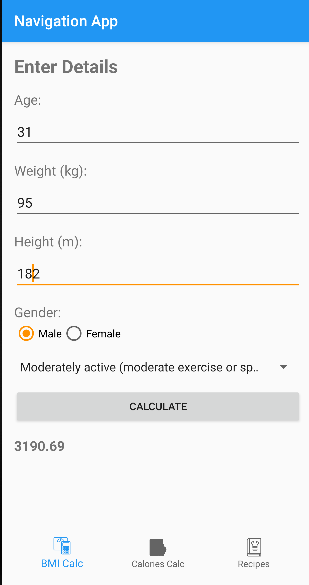 Navigation App
Enter Details
Age:
31
Weight (kg):
95
Height (m):
182
Gender:
Male Female
Moderately active (moderate exercise or sp..
CALCULATE
3190.69
BMI Calc Calories Calc Recipes